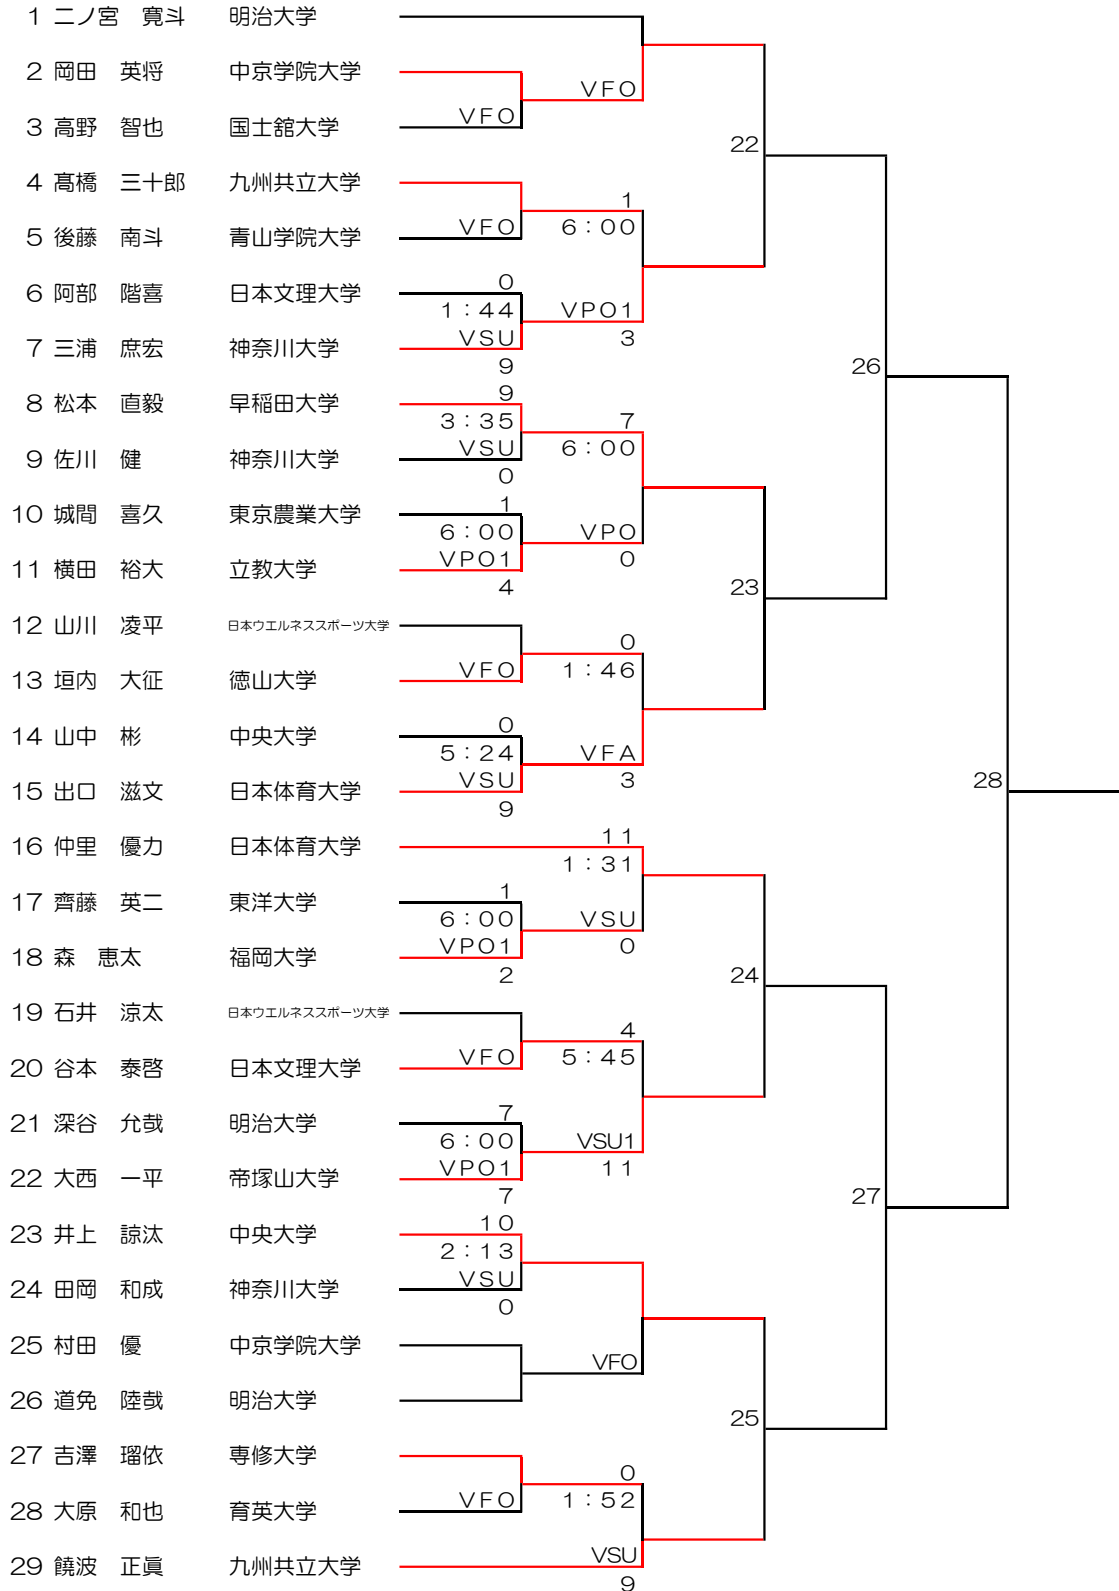 1 二ノ宮　寛斗　明治大学
2 岡田　英将　中京学院大学
VFO
VFO
3 高野　智也　国士舘大学
22
4 髙橋　三十郎　九州共立大学
1
VFO
6:00
5 後藤　南斗　青山学院大学
0
6 阿部　階喜　日本文理大学
1:44
VPO1
VSU
3
7 三浦　庶宏　神奈川大学
9
26
9
8 松本　直毅　早稲田大学
3:35
7
VSU
6:00
9 佐川　健　神奈川大学
0
1
10 城間　喜久　東京農業大学
6:00
VPO
VPO1
0
11 横田　裕大　立教大学
4
23
12 山川　凌平　日本ウエルネススポーツ大学
0
VFO
1:46
13 垣内　大征　徳山大学
0
14 山中　彬　中央大学
5:24
VFA
VSU
3
15 出口　滋文　日本体育大学
9
28
11
16 仲里　優力　日本体育大学
1:31
1
17 齊藤　英二　東洋大学
6:00
VSU
VPO1
0
18 森　恵太　福岡大学
2
24
19 石井　涼太　日本ウエルネススポーツ大学
4
VFO
5:45
20 谷本　泰啓　日本文理大学
7
21 深谷　允哉　明治大学
6:00
VSU1
VPO1
11
22 大西　一平　帝塚山大学
7
27
10
23 井上　諒汰　中央大学
2:13
VSU
24 田岡　和成　神奈川大学
0
25 村田　優　中京学院大学
VFO
26 道免　陸哉　明治大学
25
27 吉澤　瑠依　専修大学
0
VFO
1:52
28 大原　和也　育英大学
VSU
29 饒波　正眞　九州共立大学
9